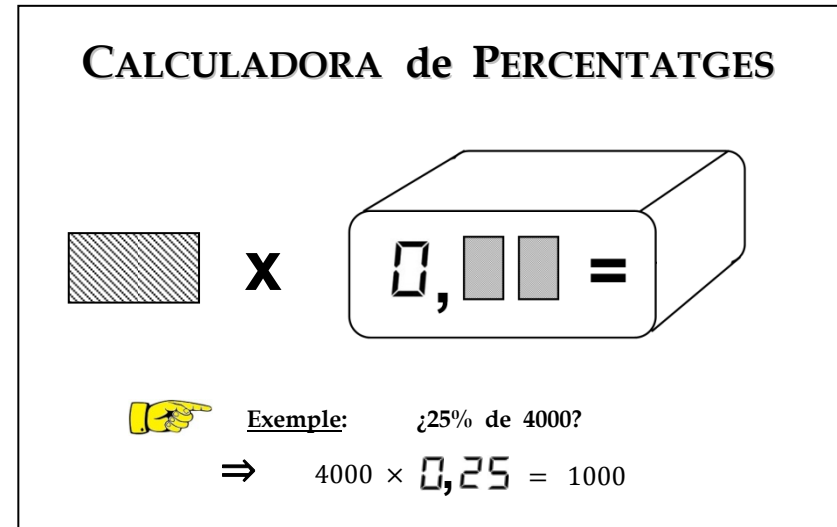 CALCULADORA de PERCENTATGES
x 0, =
Exemple: ¿25% de 4000?
⇒ 4000 × 0,25 = 1000